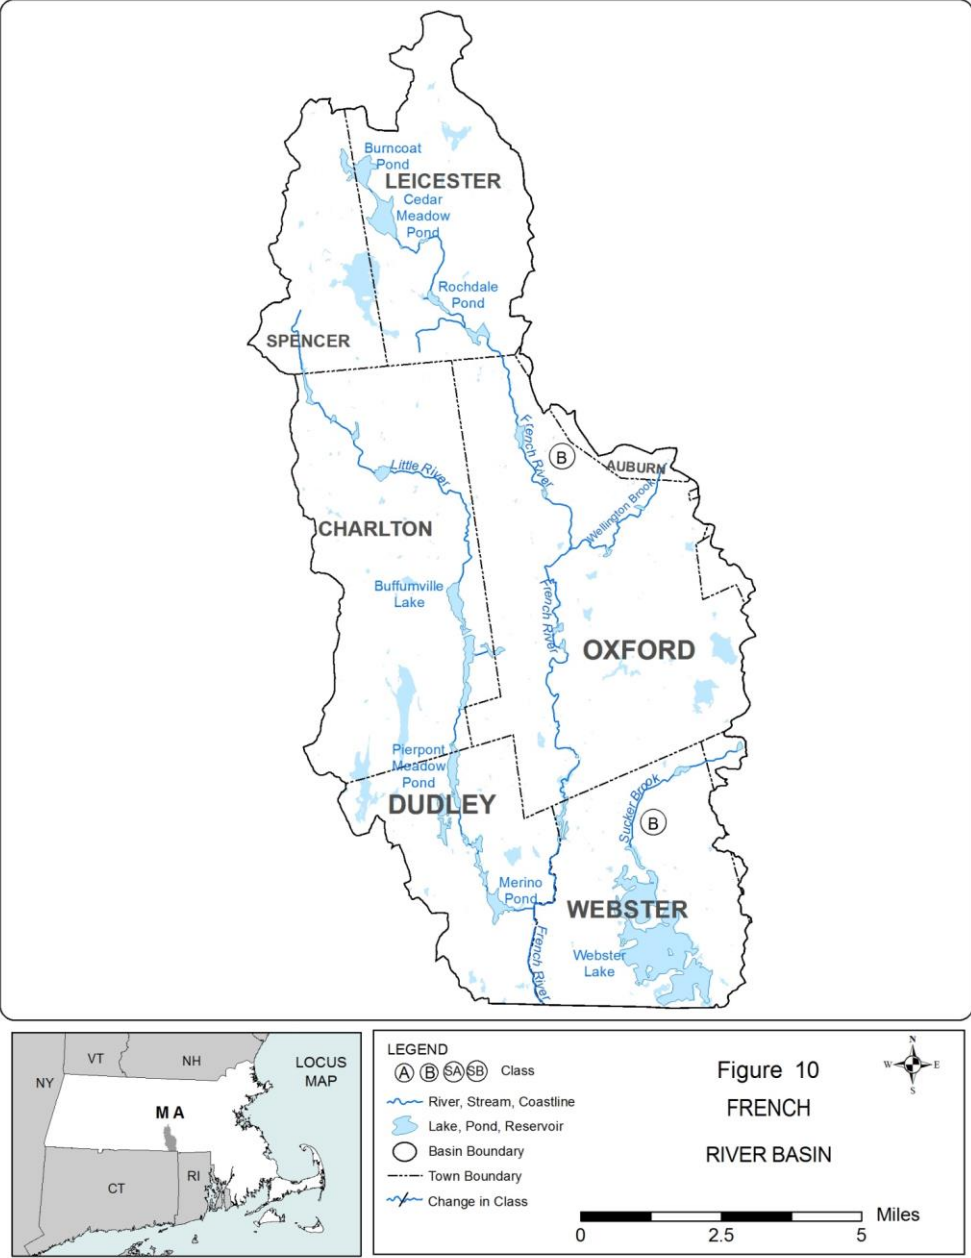 Burncoat
Pond
LEICESTER
Cedar
Meadow
Pond
Rochdale
Pond
SPENCER
French River
B
AUBURN
Little River
Wellington Brook
CHARLTON
Buffumville
Lake
French River
OXFORD
Pierpont
Meadow
Pond
DUDLEY
Sucker Brook
B
Merino
Pond
WEBSTER
French River
Webster
Lake
VT
NH
NY
LOCUS
MAP
MA
CT
RI
LEGEND
A B SA SB Class
River, Stream, Coastline
Lake, Pond, Reservoir
Basin Boundary
Town Boundary
Change in Class
Figure 10
FRENCH
RIVER BASIN
N
W E
S
Miles
0 2.5 5